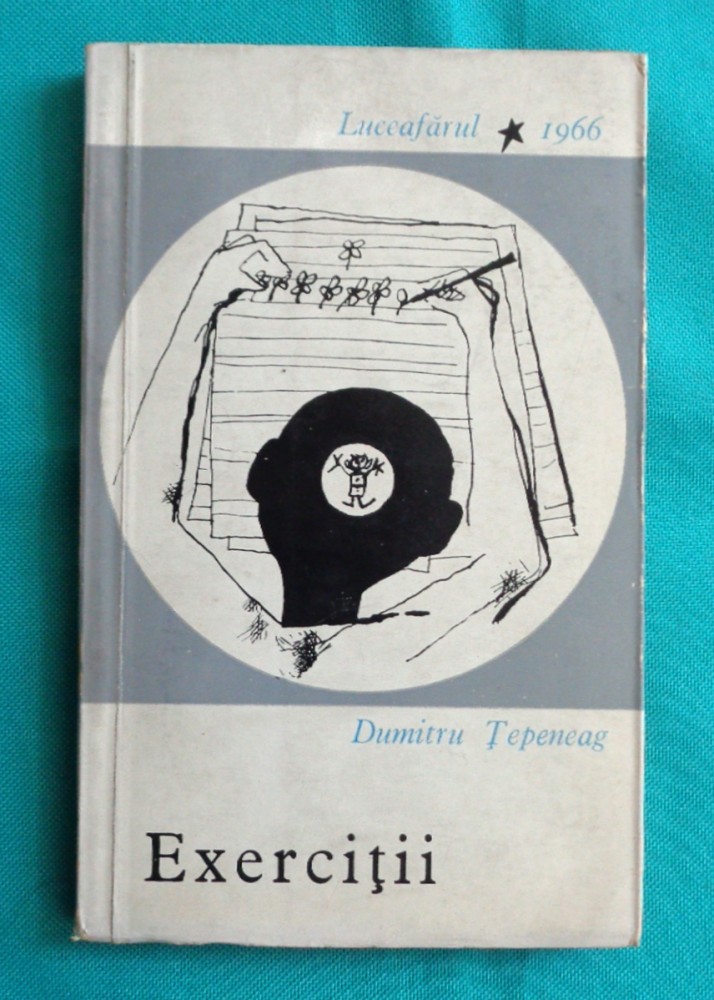 Luceafărul ★ 1966
Dumitru Ţepeneag
Exerciţii